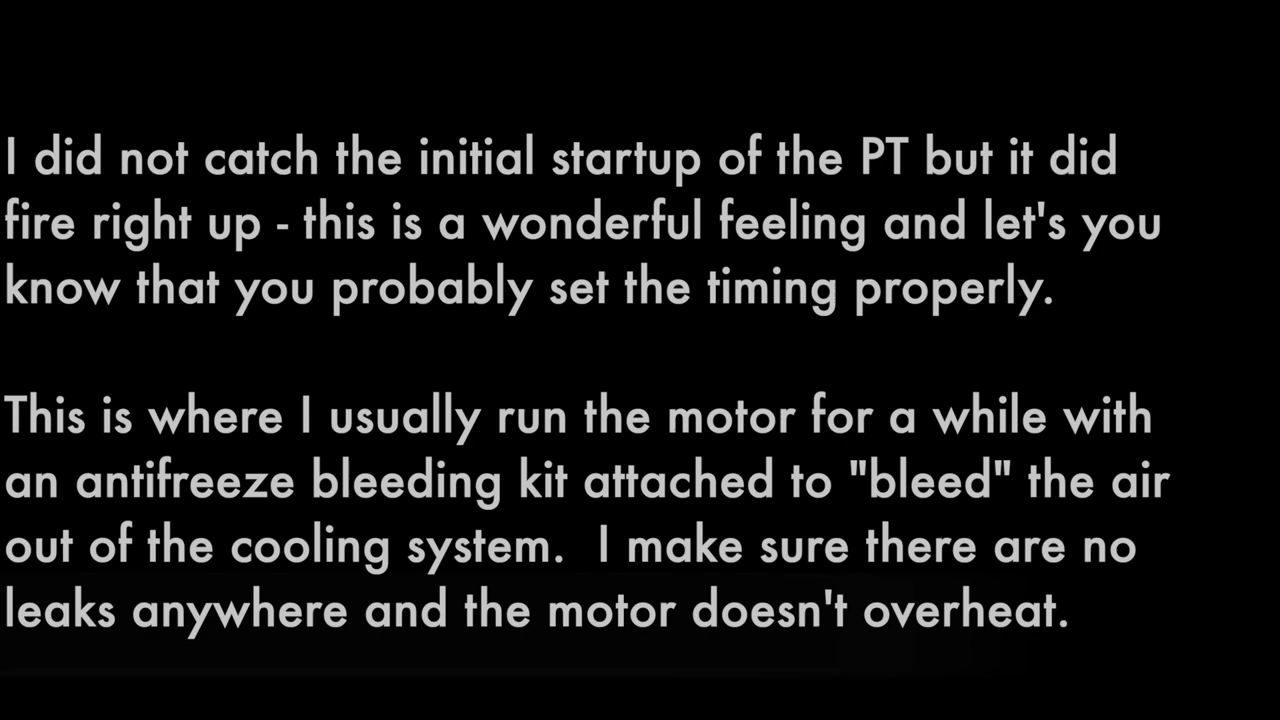 I did not catch the initial startup of the PT but it did
fire right up - this is a wonderful feeling and let's you
know that you probably set the timing properly.
This is where I usually run the motor for a while with
an antifreeze bleeding kit attached to "bleed" the air
out of the cooling system.  I make sure there are no
leaks anywhere and the motor doesn't overheat.